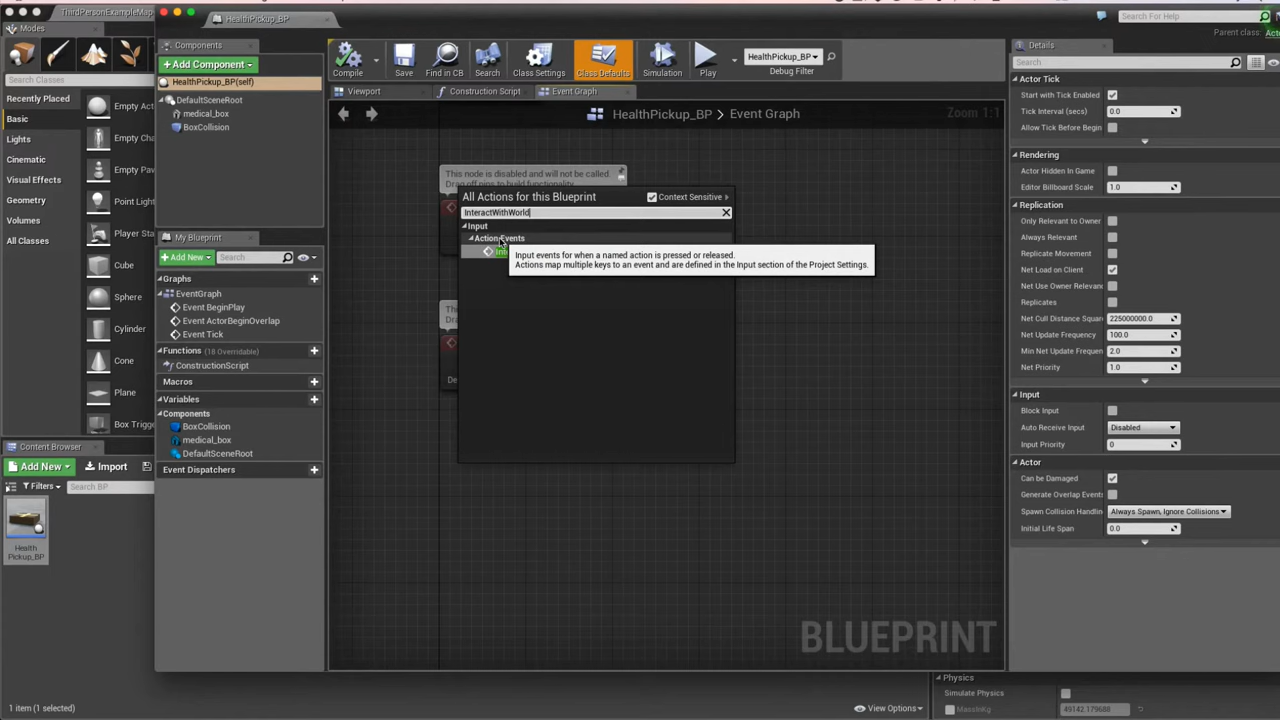 ThirdPersonExampleMap
HealthPickup_BP
Search For Help
Parent class:
Modes
Search Classes
Recently Placed
Basic
Lights
Cinematic
Visual Effects
Geometry
Volumes
All Classes
Empty Act
Empty Cha
Empty Paw
Point Light
Player Sta
Cube
Sphere
Cylinder
Cone
Plane
Box Trigge
Components
+Add Component
HealthPickup_BP(self)
DefaultSceneRoot
medical_box
BoxCollision
My Blueprint
+Add New
Search
Graphs
EventGraph
Event BeginPlay
Event ActorBeginOverlap
Event Tick
Functions (18 Overridable)
ConstructionScript
Macros
Variables
Components
BoxCollision
medical_box
DefaultSceneRoot
Event Dispatchers
Compile
Save
Find in CB
Search
Class Settings
Class Defaults
Simulation
Play
HealthPickup_BP
Debug Filter
Viewport
Construction Script
Event Graph
HealthPickup_BP > Event Graph
Zoom 1:1
This node is disabled and will not be called.
Drag off pins to build functionality.
All Actions for this Blueprint
Context Sensitive
InteractWithWorld
Input
Action Events
Input events for when a named action is pressed or released.
Actions map multiple keys to an event and are defined in the Input section of the Project Settings.
BLUEPRINT
Details
Search
Actor Tick
Start with Tick Enabled
Tick Interval (secs) 0.0
Allow Tick Before Begin
Rendering
Actor Hidden In Game
Editor Billboard Scale 1.0
Replication
Only Relevant to Owner
Always Relevant
Replicate Movement
Net Load on Client
Net Use Owner Relevan
Replicates
Net Cull Distance Square 225000000.0
Net Update Frequency 100.0
Min Net Update Frequen 2.0
Net Priority 1.0
Input
Block Input
Auto Receive Input Disabled
Input Priority 0
Actor
Can be Damaged
Generate Overlap Events
Spawn Collision Handlin Always Spawn, Ignore Collisions
Initial Life Span 0.0
Content Browser
Add New
Import
Filters
Search BP
Health
Pickup_BP
1 item (1 selected)
View Options
Physics
Simulate Physics
MassInKg 49142.179688